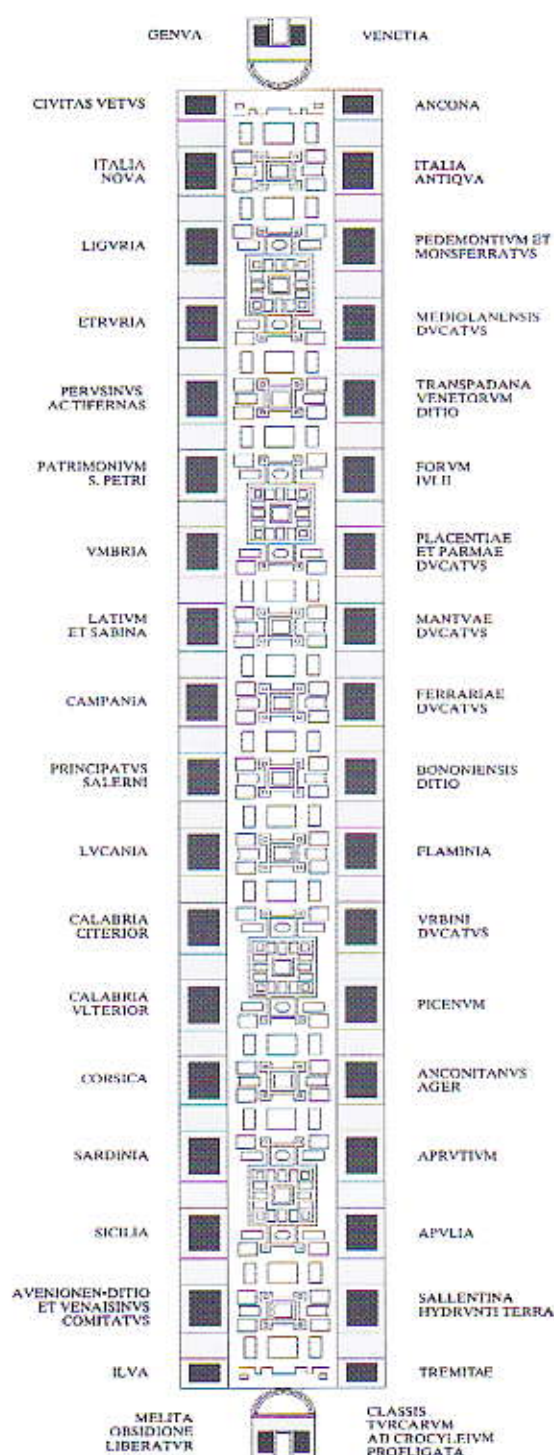 GENVA
VENETIA
CIVITAS VETVS
ANCONA
ITALIA
NOVA
ITALIA
ANTIQVA
LIGVRIA
PEDEMONTIVM ET
MONSFERRATVS
ETRVRIA
MEDIOLANENSIS
DVCATVS
PERVSINVS
AC TIFERNAS
TRANSPADANA
VENETORVM
DITIO
PATRIMONIVM
S. PETRI
FORVM
IVLII
VMBRIA
PLACENTIAE
ET PARMAE
DVCATVS
LATIVM
ET SABINA
MANTVAE
DVCATVS
CAMPANIA
FERRARIAE
DVCATVS
PRINCIPATVS
SALERNI
BONONIENSIS
DITIO
LVCANIA
FLAMINIA
CALABRIA
CITERIOR
VRBINI
DVCATVS
CALABRIA
VLTERIOR
PICENVM
CORSICA
ANCONITANVS
AGER
SARDINIA
APRVTIVM
SICILIA
APVLIA
AVENIONEN•DITIO
ET VENAISINVS
COMITATVS
SALLENTINA
HYDRVNTI TERRA
ILVA
TREMITAE
MELITA
OBSIDIONE
LIBERATVR
CLASSIS
TVRCARVM
AD CROCYLEIVM
PROFLIGATA